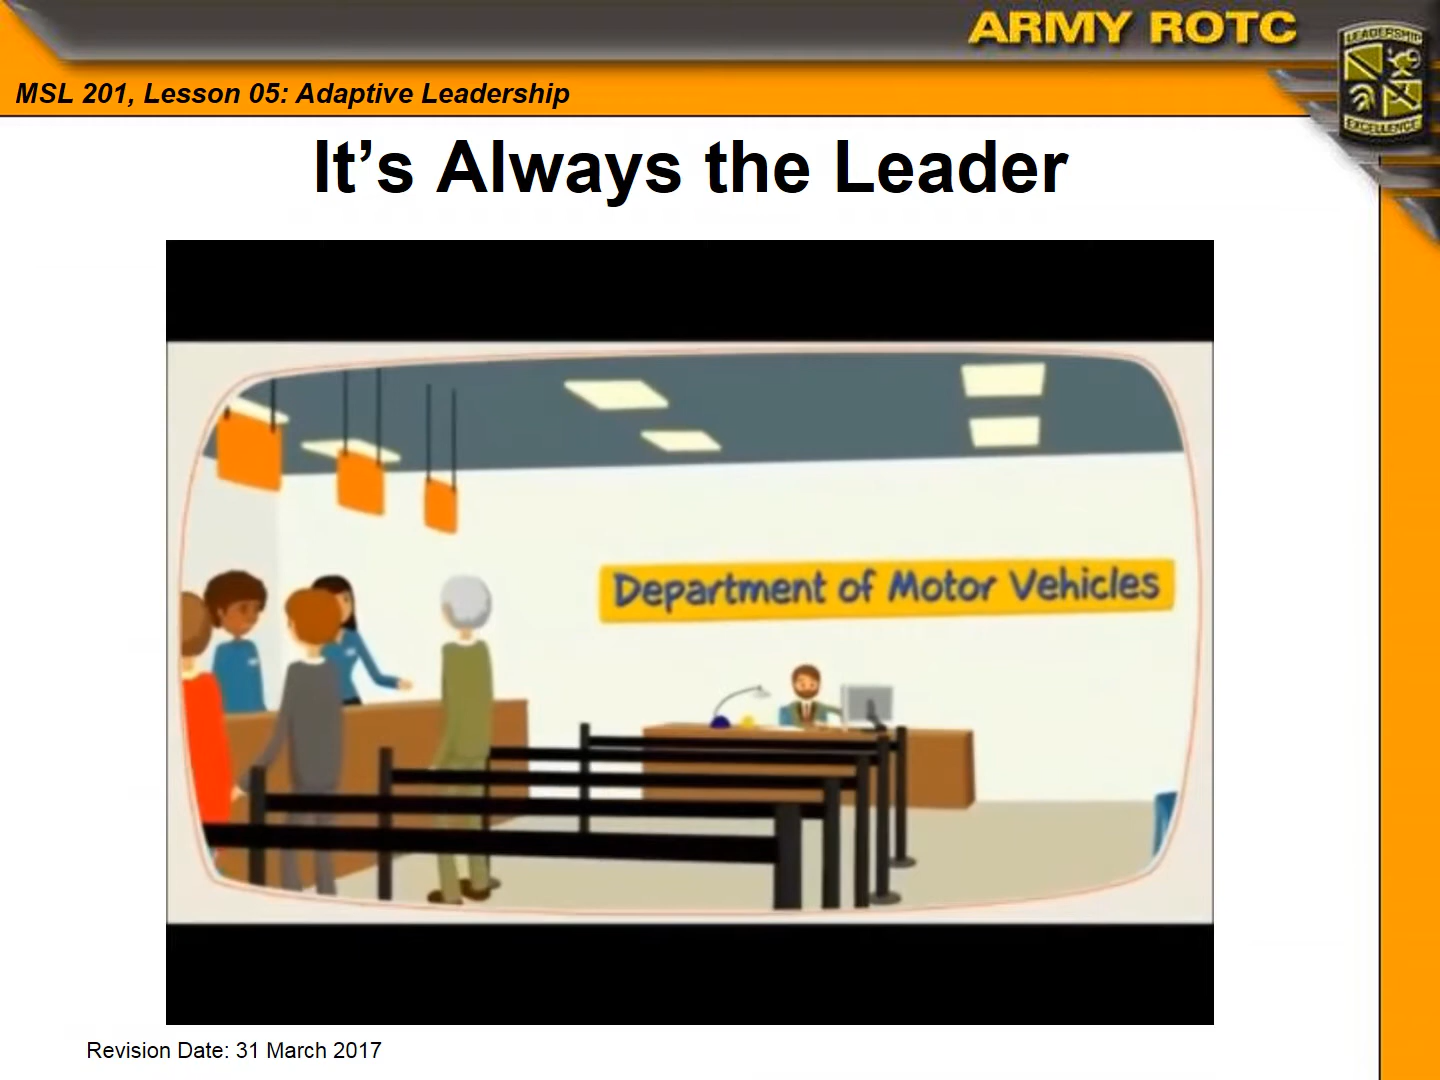 ARMY ROTC
LEADERSHIP
EXCELLENCE
MSL 201, Lesson 05: Adaptive Leadership
It’s Always the Leader
Department of Motor Vehicles
Revision Date: 31 March 2017